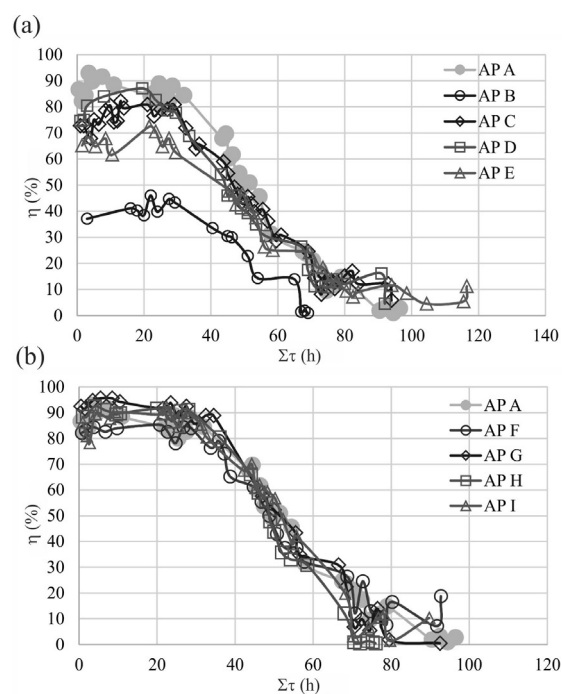 (a)
100
90
80
70
60
50
40
30
20
10
0
η (%)
AP A
AP B
AP C
AP D
AP E
0 20 40 60 80 100 120 140
Στ (h)
(b)
100
90
80
70
60
50
40
30
20
10
0
η (%)
AP A
AP F
AP G
AP H
AP I
0 20 40 60 80 100 120
Στ (h)